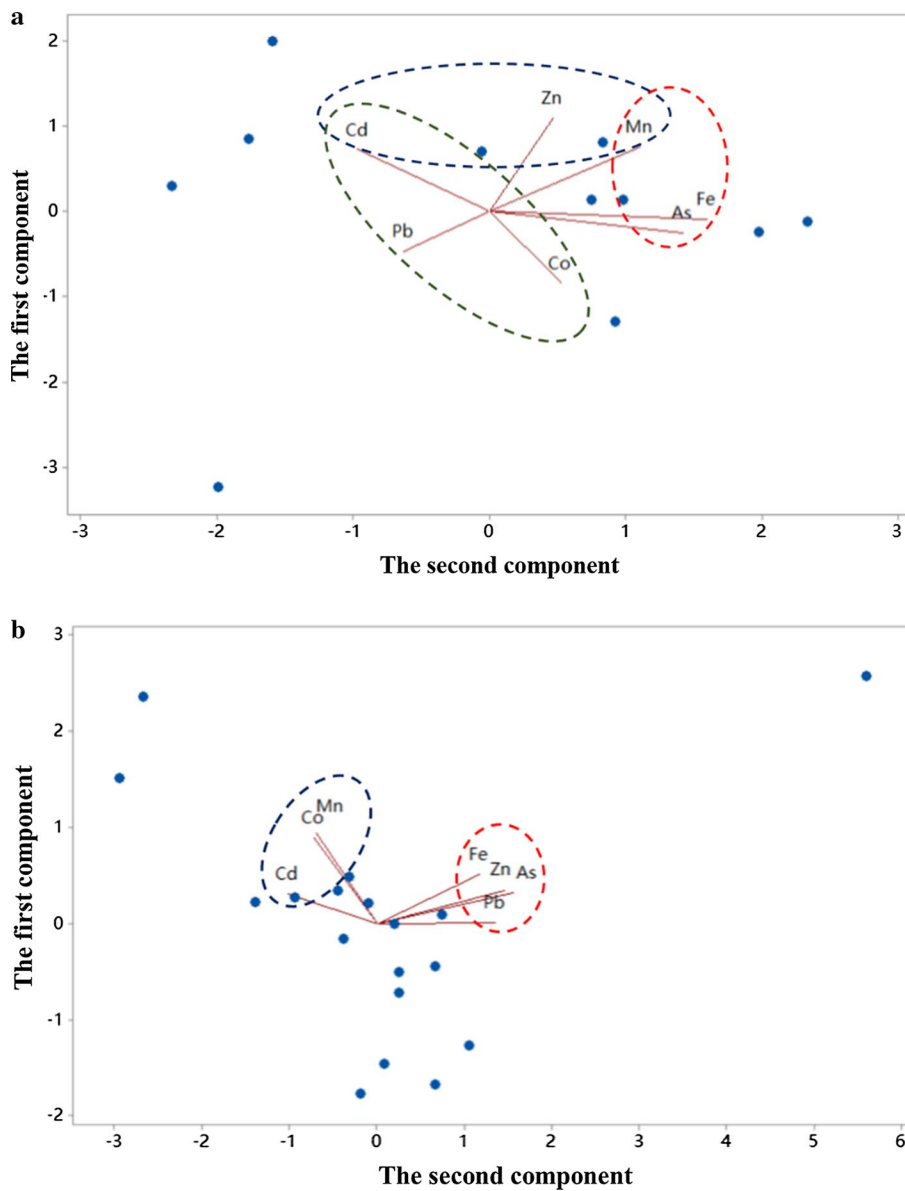 a
2
1
0
-1
-2
-3
Zn
Cd
Mn
Fe
As
Pb
Co
-3 -2 -1 0 1 2 3
The first component
The second component
b
3
2
1
0
-1
-2
Mn
Co
Cd
Fe
Zn As
Pb
-3 -2 -1 0 1 2 3 4 5 6
The first component
The second component